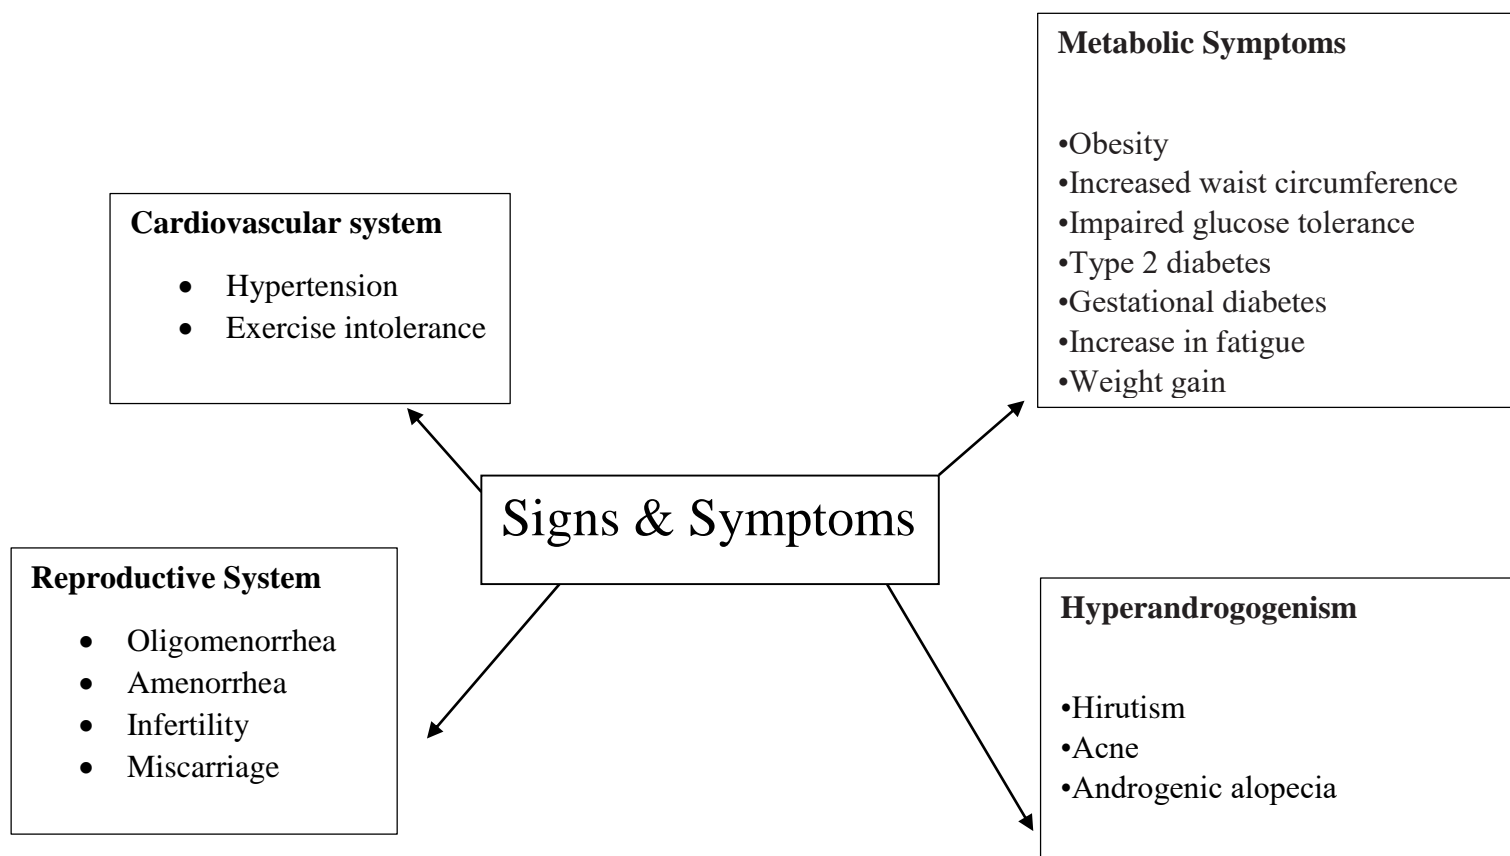 Metabolic Symptoms
•Obesity
•Increased waist circumference
•Impaired glucose tolerance
•Type 2 diabetes
•Gestational diabetes
•Increase in fatigue
•Weight gain
Cardiovascular system
• Hypertension
• Exercise intolerance
Signs & Symptoms
Reproductive System
• Oligomenorrhea
• Amenorrhea
• Infertility
• Miscarriage
Hyperandrogogenism
•Hirutism
•Acne
•Androgenic alopecia